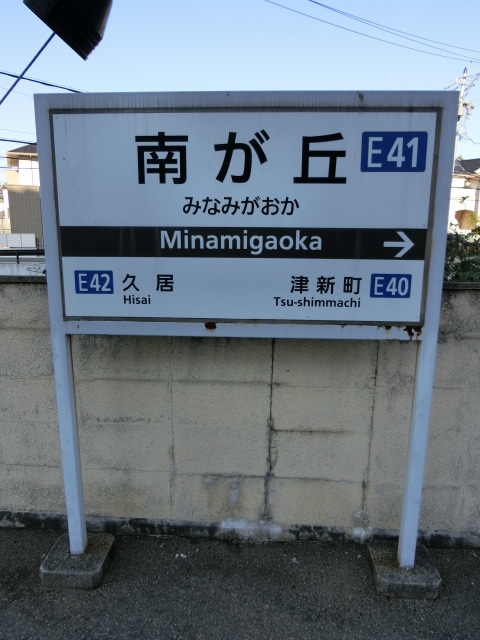 南が丘 E41
みなみがおか
Minamigaoka →
E42 久居 津新町 E40
Hisai Tsu-shimmachi